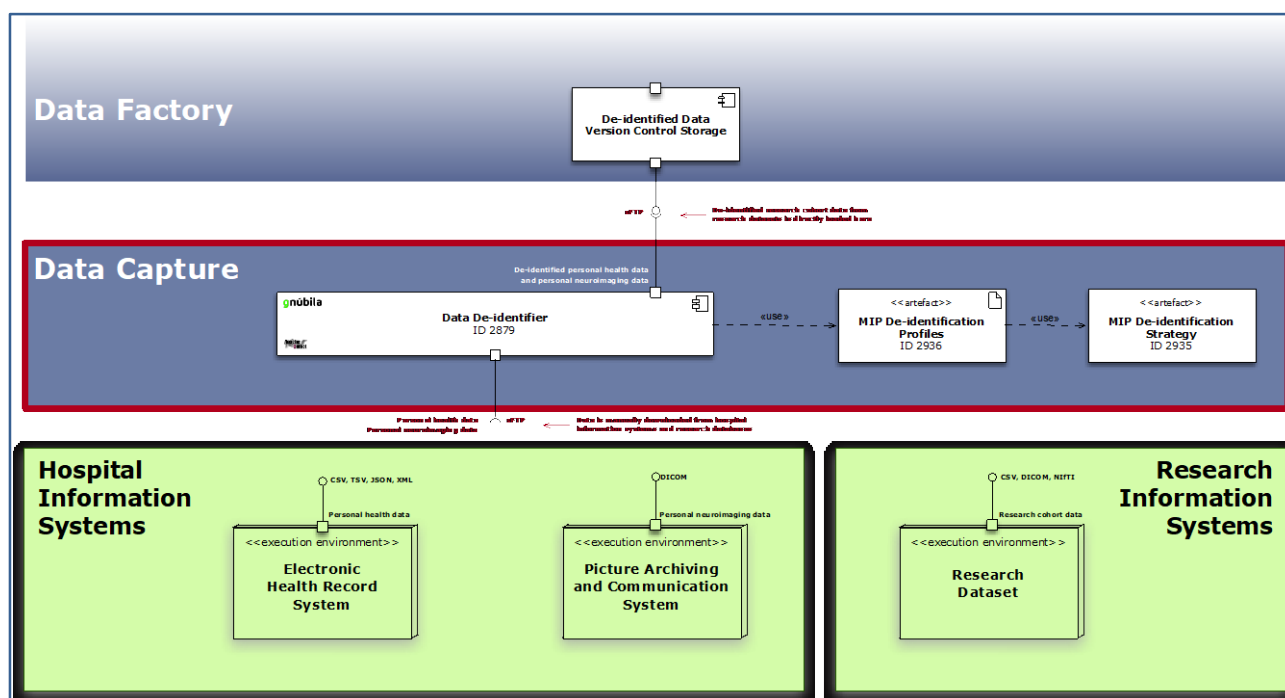 Data Factory
De-identified Data
Version Control Storage
sFTP
De-identified research cohort data from
research datasets is directly loaded here
Data Capture
De-identified personal health data
and personal neuroimaging data
gnúbila
Data De-identifier
ID 2879
«use»
<<artefact>>
MIP De-identification
Profiles
ID 2936
«use»
<<artefact>>
MIP De-identification
Strategy
ID 2935
Personal health data
Personal neuroimaging data
sFTP
Data is manually downloaded from hospital
information systems and research databases
Hospital
Information
Systems
CSV, TSV, JSON, XML
Personal health data
<<execution environment>>
Electronic
Health Record
System
DICOM
Personal neuroimaging data
<<execution environment>>
Picture Archiving
and Communication
System
Research
Information
Systems
CSV, DICOM, NIfTI
Research cohort data
<<execution environment>>
Research
Dataset